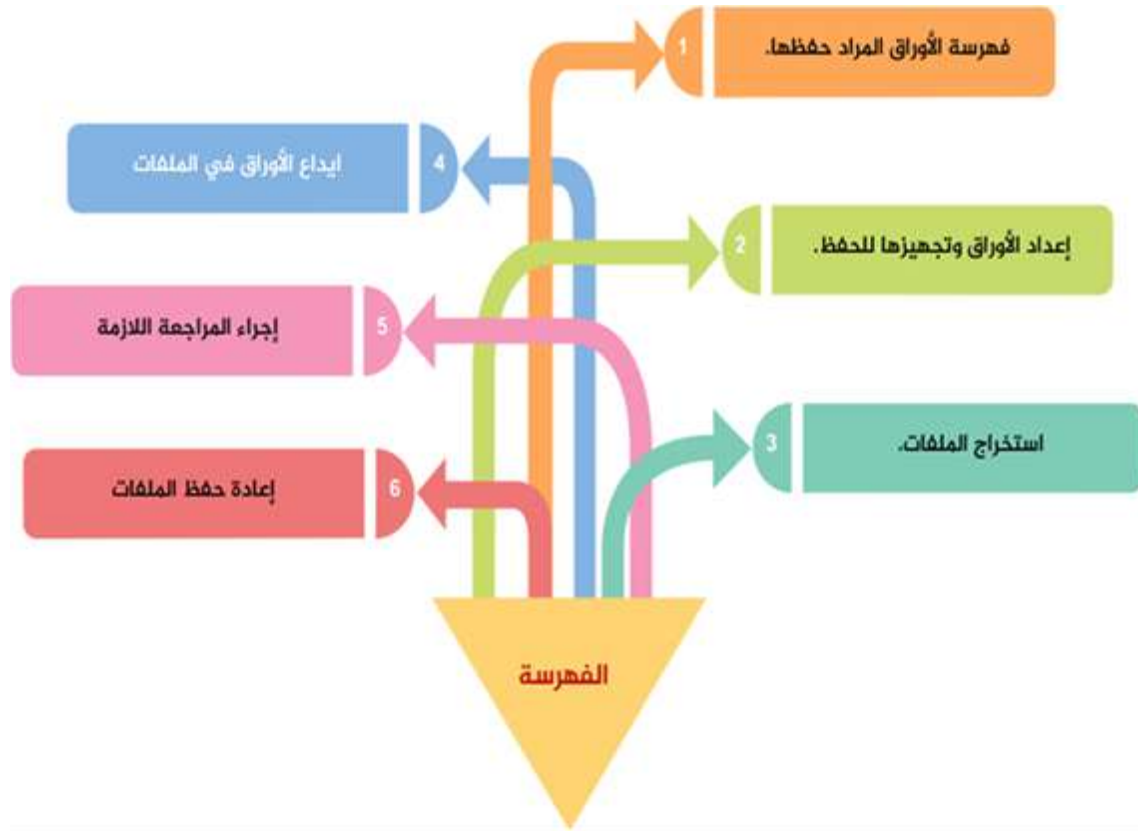 1
فهرسة الأوراق المراد حفظها.
2
إعداد الأوراق وتجهيزها للحفظ.
3
استخراج الملفات.
4
ايداع الأوراق في الملفات
5
إجراء المراجعة اللازمة
6
إعادة حفظ الملفات
الفهرسة